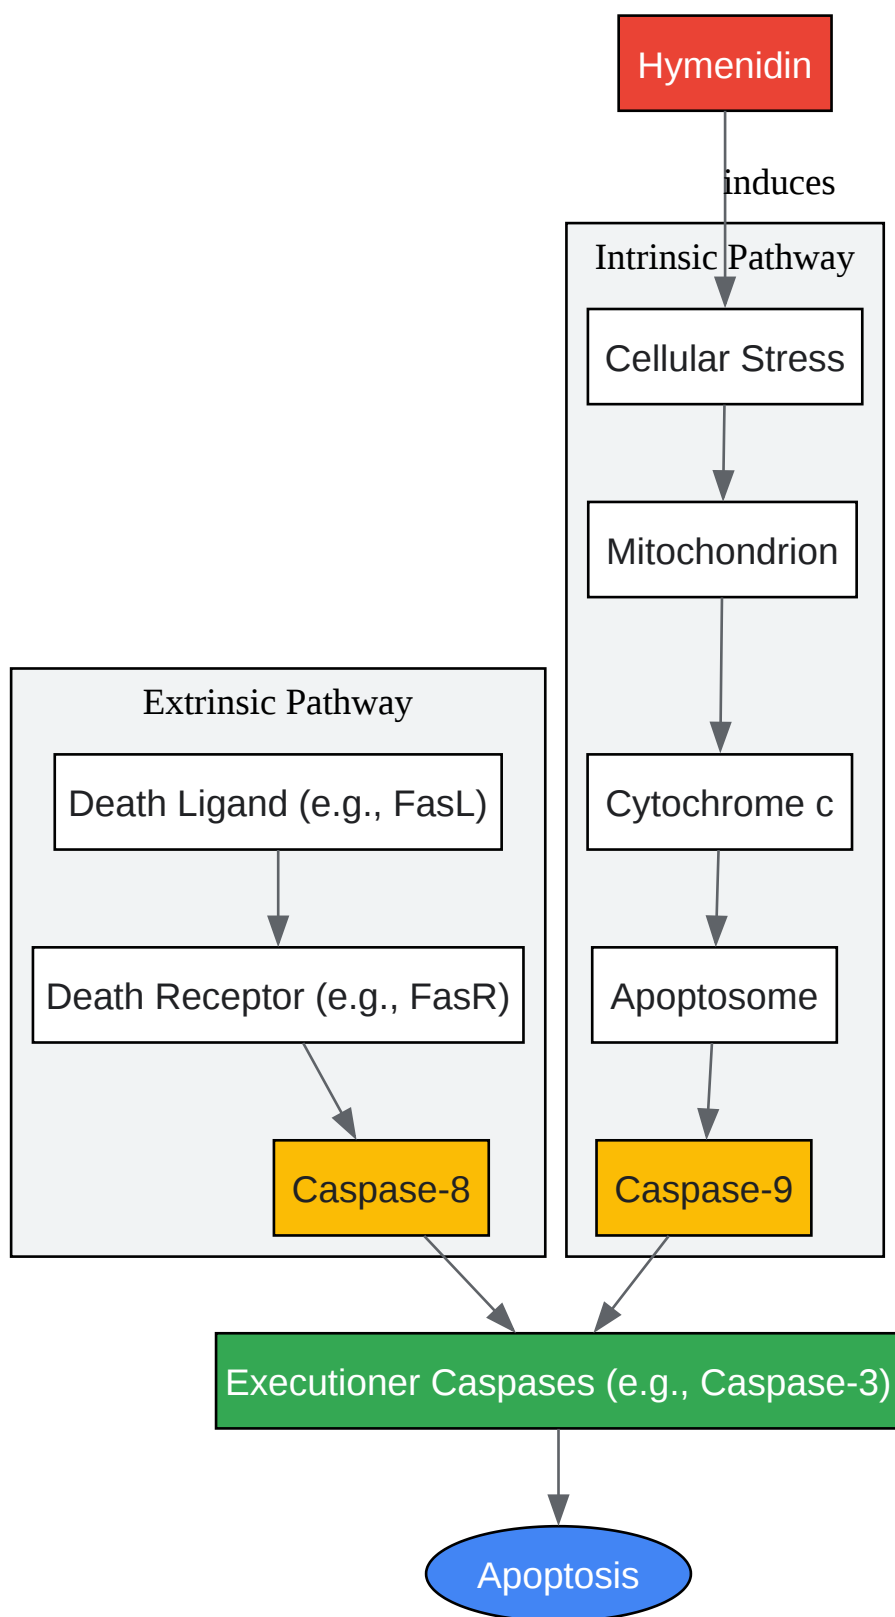 Hymenidin
induces
Intrinsic Pathway
Cellular Stress
Mitochondrion
Extrinsic Pathway
Death Ligand (e.g., FasL)
Cytochrome c
Death Receptor (e.g., FasR)
Apoptosome
Caspase-8
Caspase-9
Executioner Caspases (e.g., Caspase-3)
Apoptosis